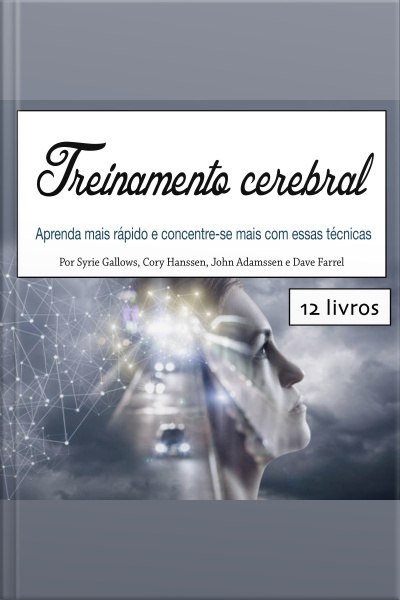 Treinamento cerebral
Aprenda mais rápido e concentre-se mais com essas técnicas
Por Syrie Gallows, Cory Hanssen, John Adamssen e Dave Farrel
12 livros